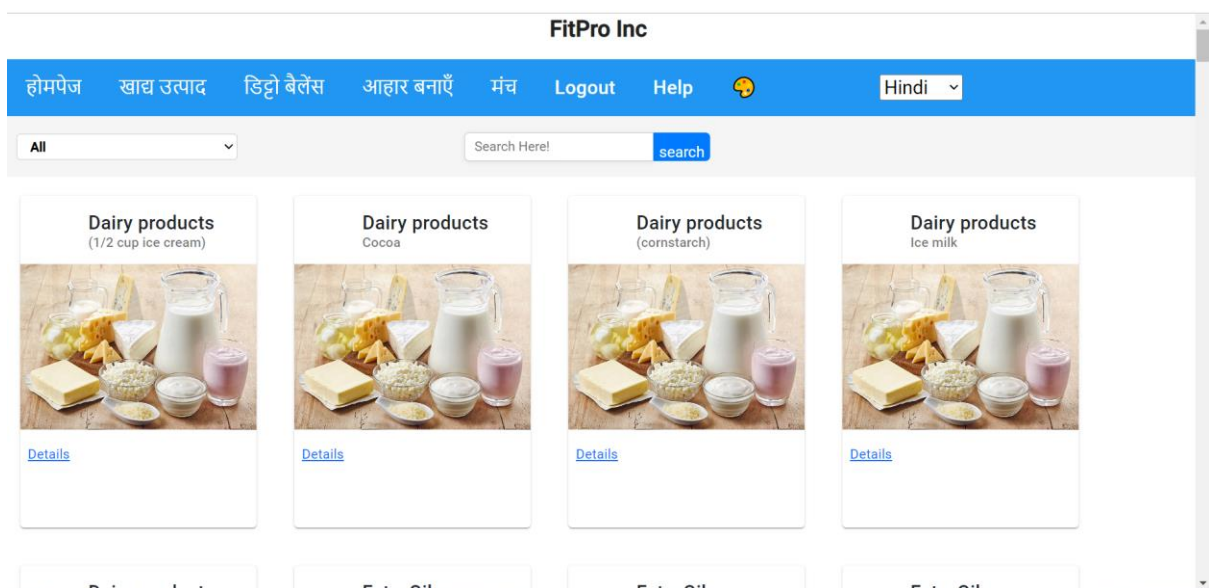 FitPro Inc
होमपेज खाद्य उत्पाद डिट्टो बैलेंस आहार बनाएँ मंच Logout Help Hindi
All Search Here! search
Dairy products Dairy products Dairy products Dairy products
(1/2 cup ice cream) Cocoa (cornstarch) Ice milk
Details Details Details Details